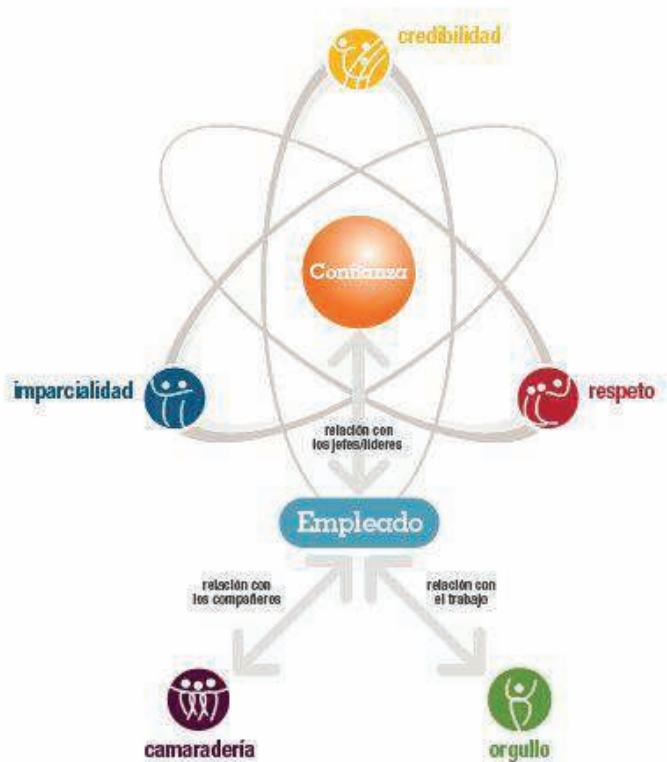 credibilidad
Confianza
imparcialidad
respeto
relación con
los jefes/líderes
Empleado
relación con
los compañeros
relación con
el trabajo
camaradería
orgullo